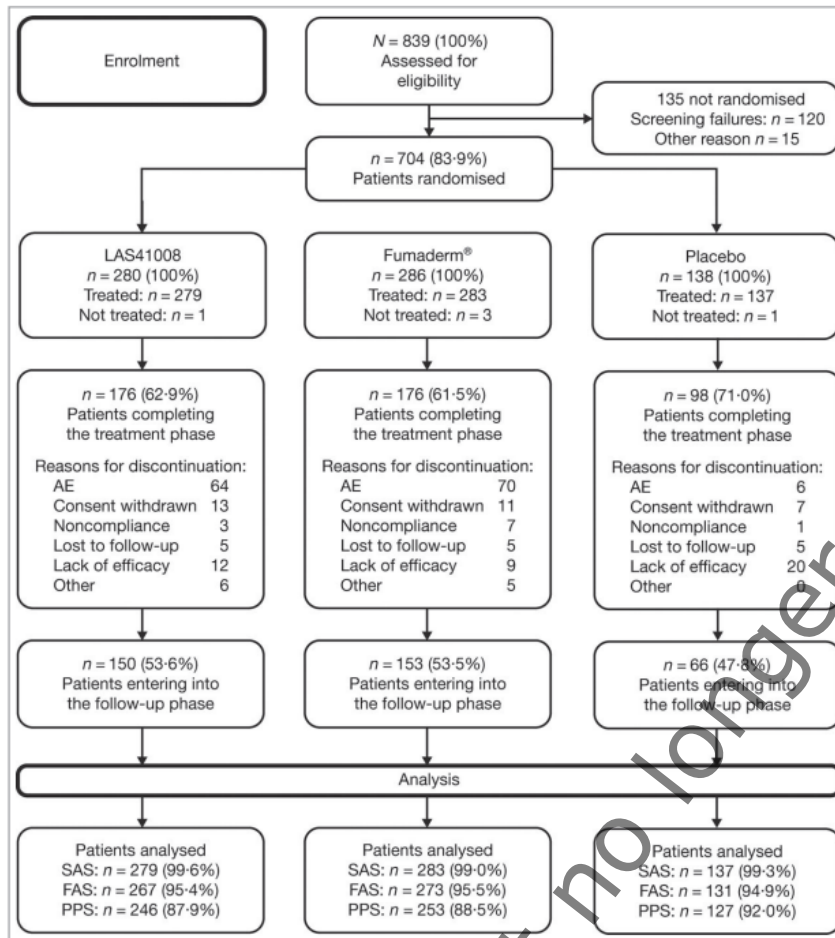 Enrolment
N = 839 (100%)
Assessed for
eligibility
135 not randomised
Screening failures: n = 120
Other reason n = 15
n = 704 (83·9%)
Patients randomised
LAS41008
n = 280 (100%)
Treated: n = 279
Not treated: n = 1
Fumaderm®
n = 286 (100%)
Treated: n = 283
Not treated: n = 3
Placebo
n = 138 (100%)
Treated: n = 137
Not treated: n = 1
n = 176 (62·9%)
Patients completing
the treatment phase
Reasons for discontinuation:
AE 64
Consent withdrawn 13
Noncompliance 3
Lost to follow-up 5
Lack of efficacy 12
Other 6
n = 176 (61·5%)
Patients completing
the treatment phase
Reasons for discontinuation:
AE 70
Consent withdrawn 11
Noncompliance 7
Lost to follow-up 5
Lack of efficacy 9
Other 5
n = 98 (71·0%)
Patients completing
the treatment phase
Reasons for discontinuation:
AE 6
Consent withdrawn 7
Noncompliance 1
Lost to follow-up 5
Lack of efficacy 20
Other 0
n = 150 (53·6%)
Patients entering into
the follow-up phase
n = 153 (53·5%)
Patients entering into
the follow-up phase
n = 66 (47·8%)
Patients entering into
the follow-up phase
Analysis
Patients analysed
SAS: n = 279 (99·6%)
FAS: n = 267 (95·4%)
PPS: n = 246 (87·9%)
Patients analysed
SAS: n = 283 (99·0%)
FAS: n = 273 (95·5%)
PPS: n = 253 (88·5%)
Patients analysed
SAS: n = 137 (99·3%)
FAS: n = 131 (94·9%)
PPS: n = 127 (92·0%)
no longer